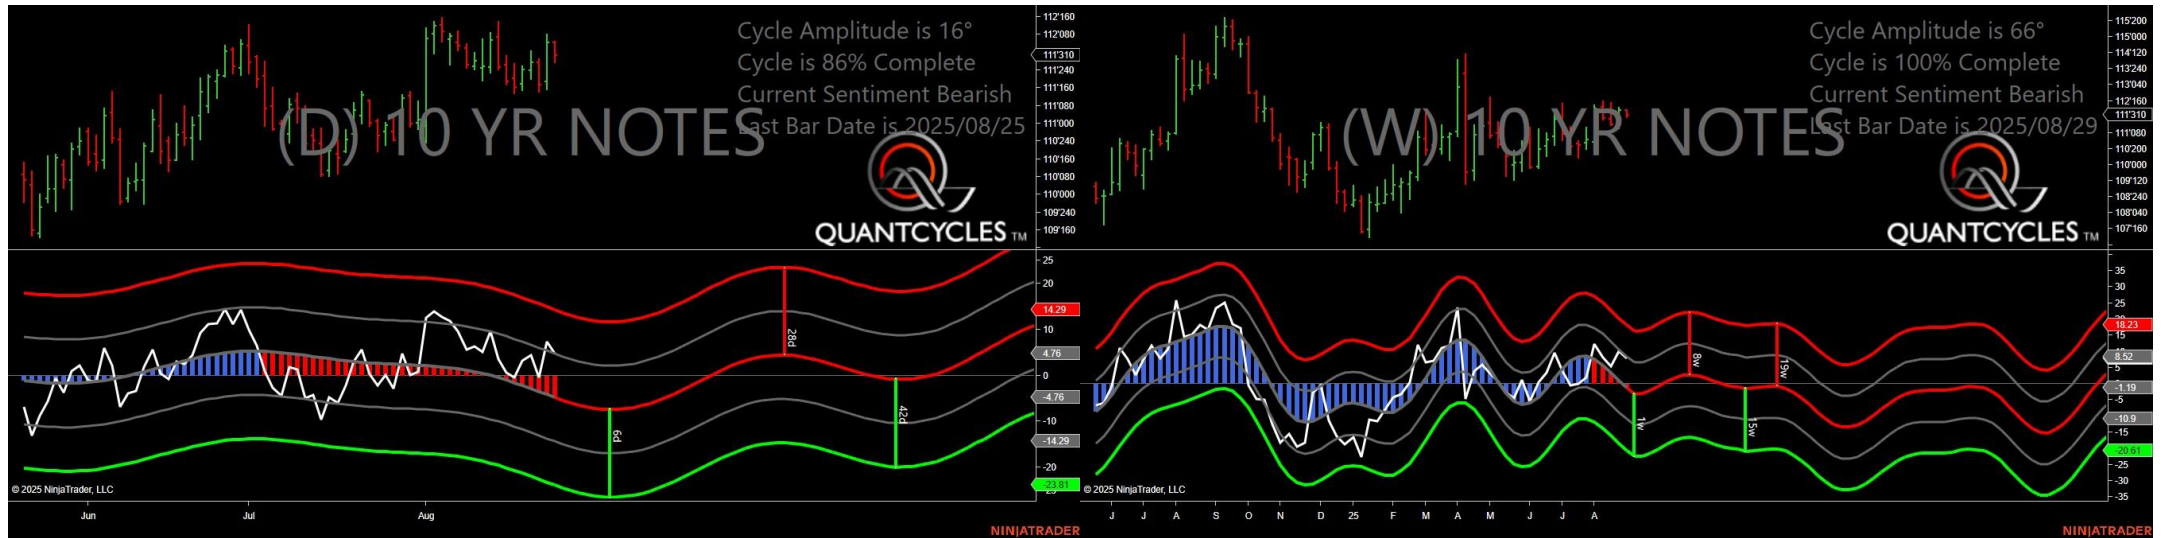 Cycle Amplitude is 16°
Cycle is 86% Complete
Current Sentiment Bearish
Last Bar Date is 2025/08/25
(D) 10 YR NOTES
QUANTCYCLES TM
112'160
112'080
111'310
111'240
111'160
111'080
111'000
110'240
110'160
110'080
110'000
109'240
109'160
25
20
14.29
10
4.76
0
-4.76
-10
-14.29
-20
-23.81
28d
42d
6d
© 2025 NinjaTrader, LLC
Jun
Jul
Aug
NINJATRADER
Cycle Amplitude is 66°
Cycle is 100% Complete
Current Sentiment Bearish
Last Bar Date is 2025/08/29
(W) 10 YR NOTES
QUANTCYCLES TM
115'200
115'000
114'120
113'240
113'040
112'160
111'310
111'080
110'200
110'000
109'120
108'200
108'040
107'160
35
30
25
18.23
15
8.52
5
-1.19
-5
-10.9
-15
-20.61
-25
-30
-35
8w
19w
1w
15w
© 2025 NinjaTrader, LLC
J J A S O N D 25 F M A M J J A
NINJATRADER